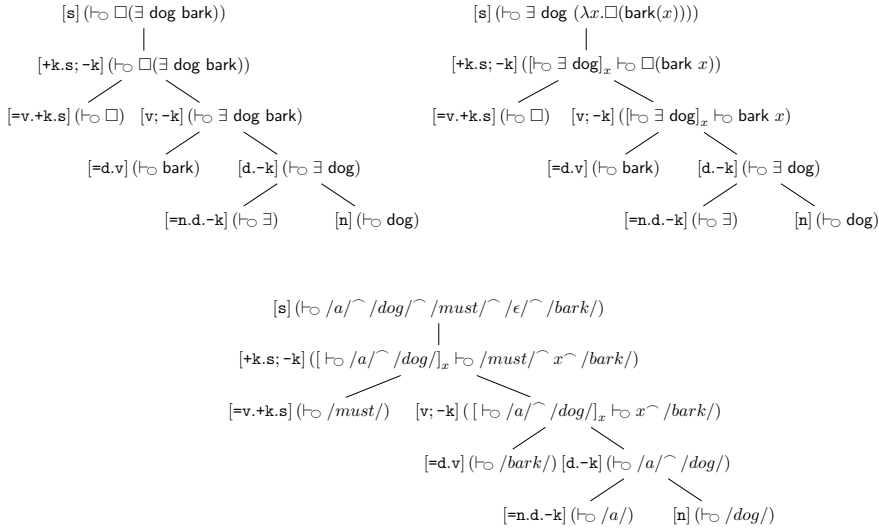 [s] (⊢○ □(∃ dog bark)) [s] (⊢○ ∃ dog (λx.□(bark(x))))
[+k.s; -k] (⊢○ □(∃ dog bark)) [+k.s; -k] ([⊢○ ∃ dog]ₓ ⊢○ □(bark x))
[=v.+k.s] (⊢○ □) [v; -k] (⊢○ ∃ dog bark) [=v.+k.s] (⊢○ □) [v; -k] ([⊢○ ∃ dog]ₓ ⊢○ bark x)
[=d.v] (⊢○ bark) [d.-k] (⊢○ ∃ dog) [=d.v] (⊢○ bark) [d.-k] (⊢○ ∃ dog)
[=n.d.-k] (⊢○ ∃) [n] (⊢○ dog) [=n.d.-k] (⊢○ ∃) [n] (⊢○ dog)
[s] (⊢○ /a/⌢ /dog/⌢ /must/⌢ /ϵ/⌢ /bark/)
[+k.s; -k] ([ ⊢○ /a/⌢ /dog/]ₓ ⊢○ /must/⌢ x⌢ /bark/)
[=v.+k.s] (⊢○ /must/) [v; -k] ( [ ⊢○ /a/⌢ /dog/]ₓ ⊢○ x⌢ /bark/)
[=d.v] (⊢○ /bark/) [d.-k] (⊢○ /a/⌢ /dog/)
[=n.d.-k] (⊢○ /a/) [n] (⊢○ /dog/)